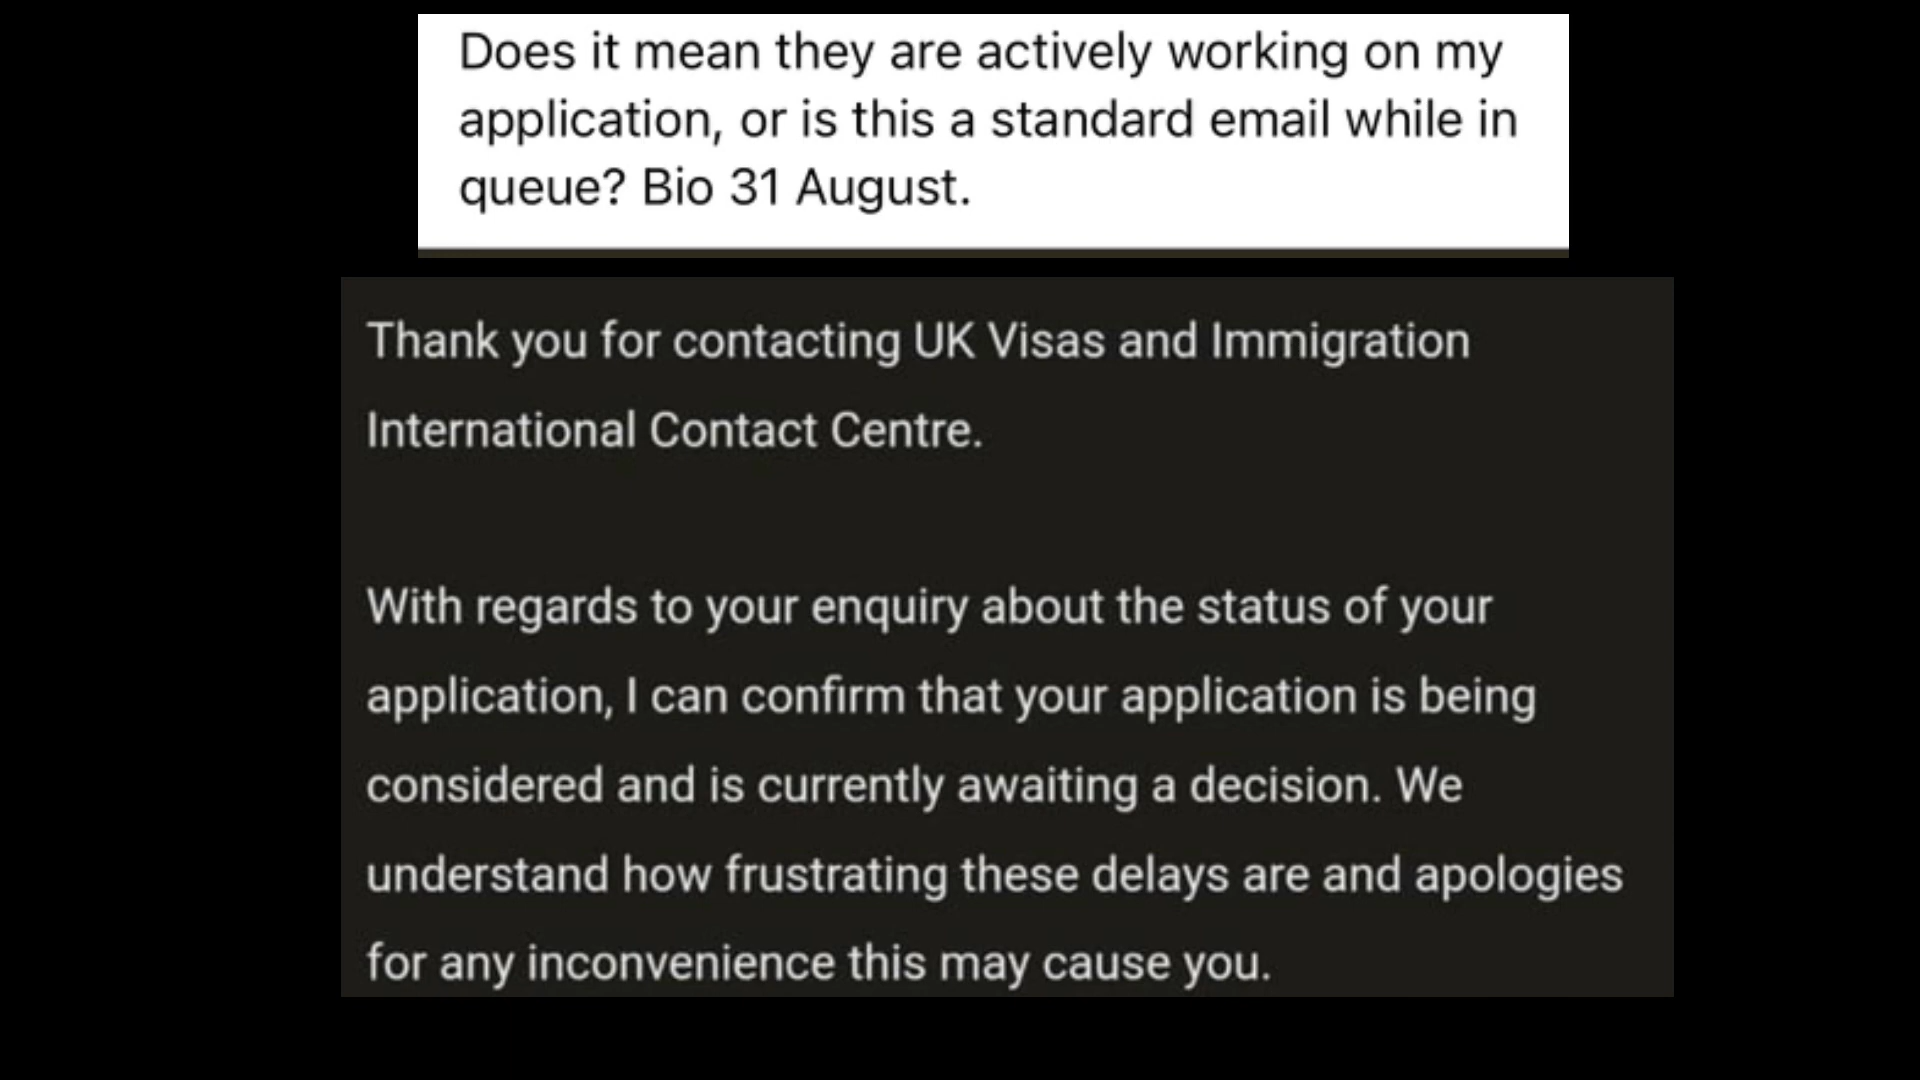 Does it mean they are actively working on my
application, or is this a standard email while in
queue? Bio 31 August.
Thank you for contacting UK Visas and Immigration
International Contact Centre.
With regards to your enquiry about the status of your
application, I can confirm that your application is being
considered and is currently awaiting a decision. We
understand how frustrating these delays are and apologies
for any inconvenience this may cause you.